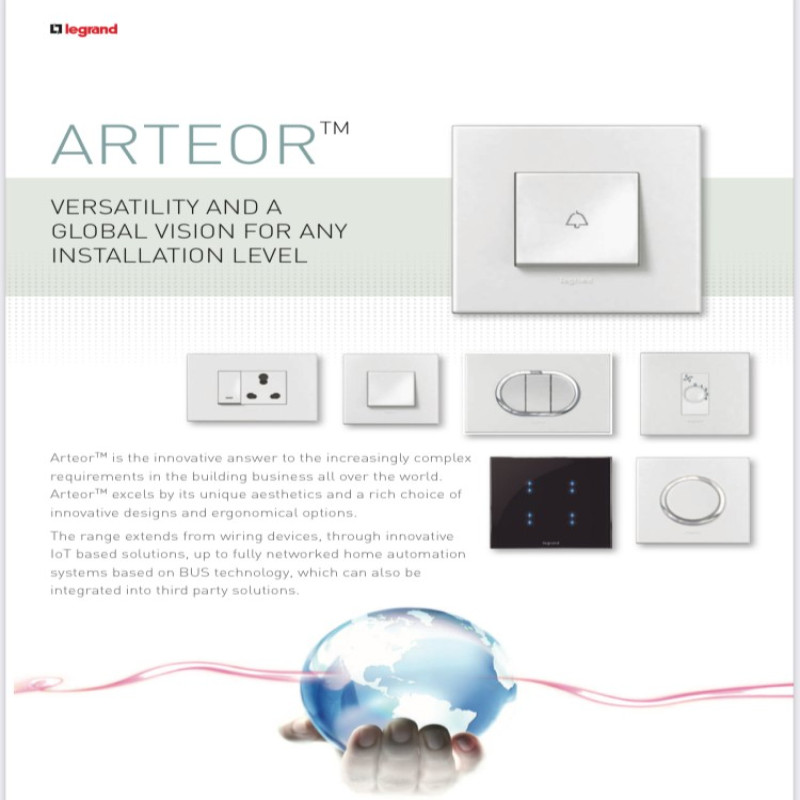 legrand
ARTEOR™
VERSATILITY AND A
GLOBAL VISION FOR ANY
INSTALLATION LEVEL
legrand
Arteor™ is the innovative answer to the increasingly complex
requirements in the building business all over the world.
Arteor™ excels by its unique aesthetics and a rich choice of
innovative designs and ergonomical options.
legrand
The range extends from wiring devices, through innovative
IoT based solutions, up to fully networked home automation
systems based on BUS technology, which can also be
integrated into third party solutions.